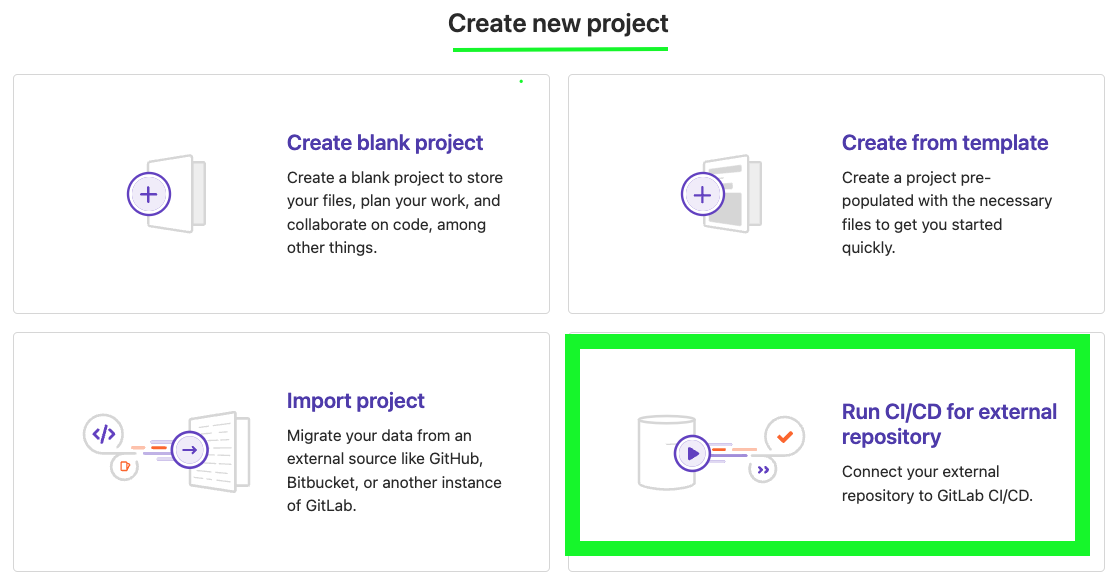 Create new project
Create blank project
Create a blank project to store
your files, plan your work, and
collaborate on code, among
other things.
Create from template
Create a project pre-
populated with the necessary
files to get you started
quickly.
Import project
Migrate your data from an
external source like GitHub,
Bitbucket, or another instance
of GitLab.
Run CI/CD for external
repository
Connect your external
repository to GitLab CI/CD.